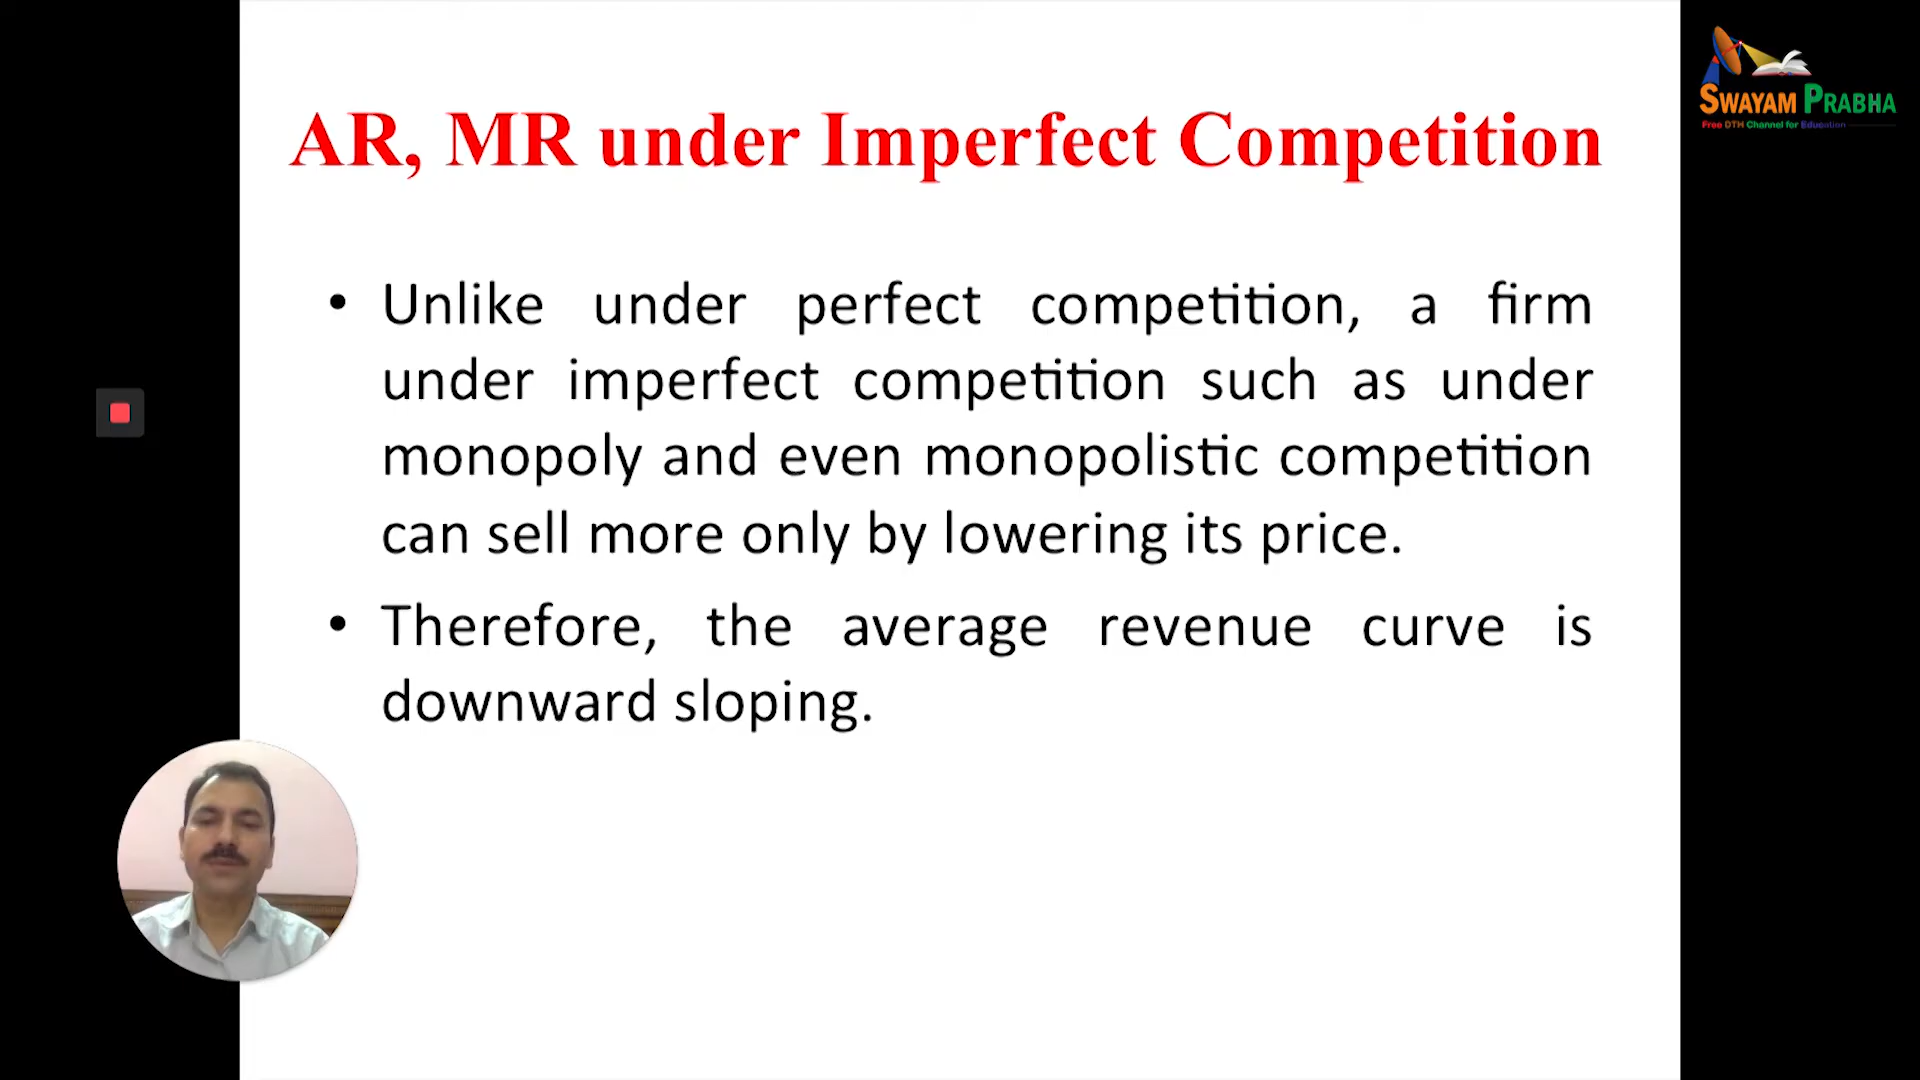 AR, MR under Imperfect Competition
• Unlike under perfect competition, a firm
under imperfect competition such as under
monopoly and even monopolistic competition
can sell more only by lowering its price.
• Therefore, the average revenue curve is
downward sloping.
SWAYAM PRABHA
Free DTH Channel for Education